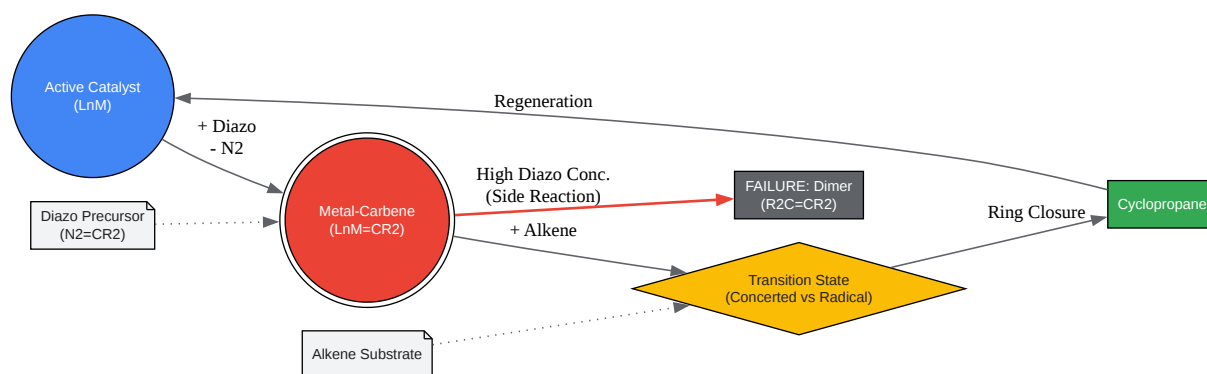 Active Catalyst
(LnM)
+ Diazo
- N2
Regeneration
Diazo Precursor
(N2=CR2)
Metal-Carbene
(LnM=CR2)
High Diazo Conc.
(Side Reaction)
FAILURE: Dimer
(R2C=CR2)
+ Alkene
Ring Closure
Cyclopropane
Transition State
(Concerted vs Radical)
Alkene Substrate